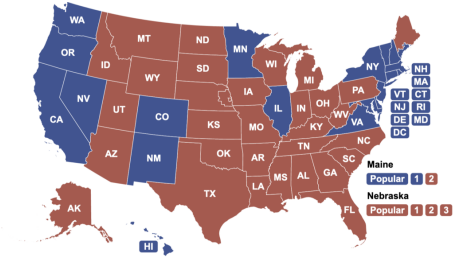 WA
MT
ND
MN
OR
ID
SD
WI
MI
NY
NH
WY
MA
NV
IA
PA
VT CT
NE
CA
UT
CO
IL
IN
OH
NJ RI
WV
VA
DE MD
KS
MO
KY
DC
AZ
NM
OK
AR
TN
NC
SC
Maine
Popular 1 2
TX
LA
MS
AL
GA
Nebraska
Popular 1 2 3
AK
FL
HI